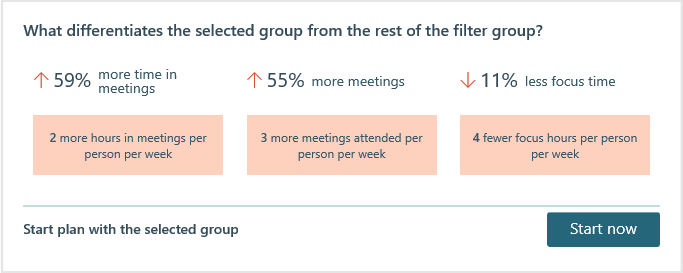 What differentiates the selected group from the rest of the filter group?
59% more time in
meetings
55% more meetings
11% less focus time
2 more hours in meetings per
person per week
3 more meetings attended per
person per week
4 fewer focus hours per person
per week
Start plan with the selected group
Start now